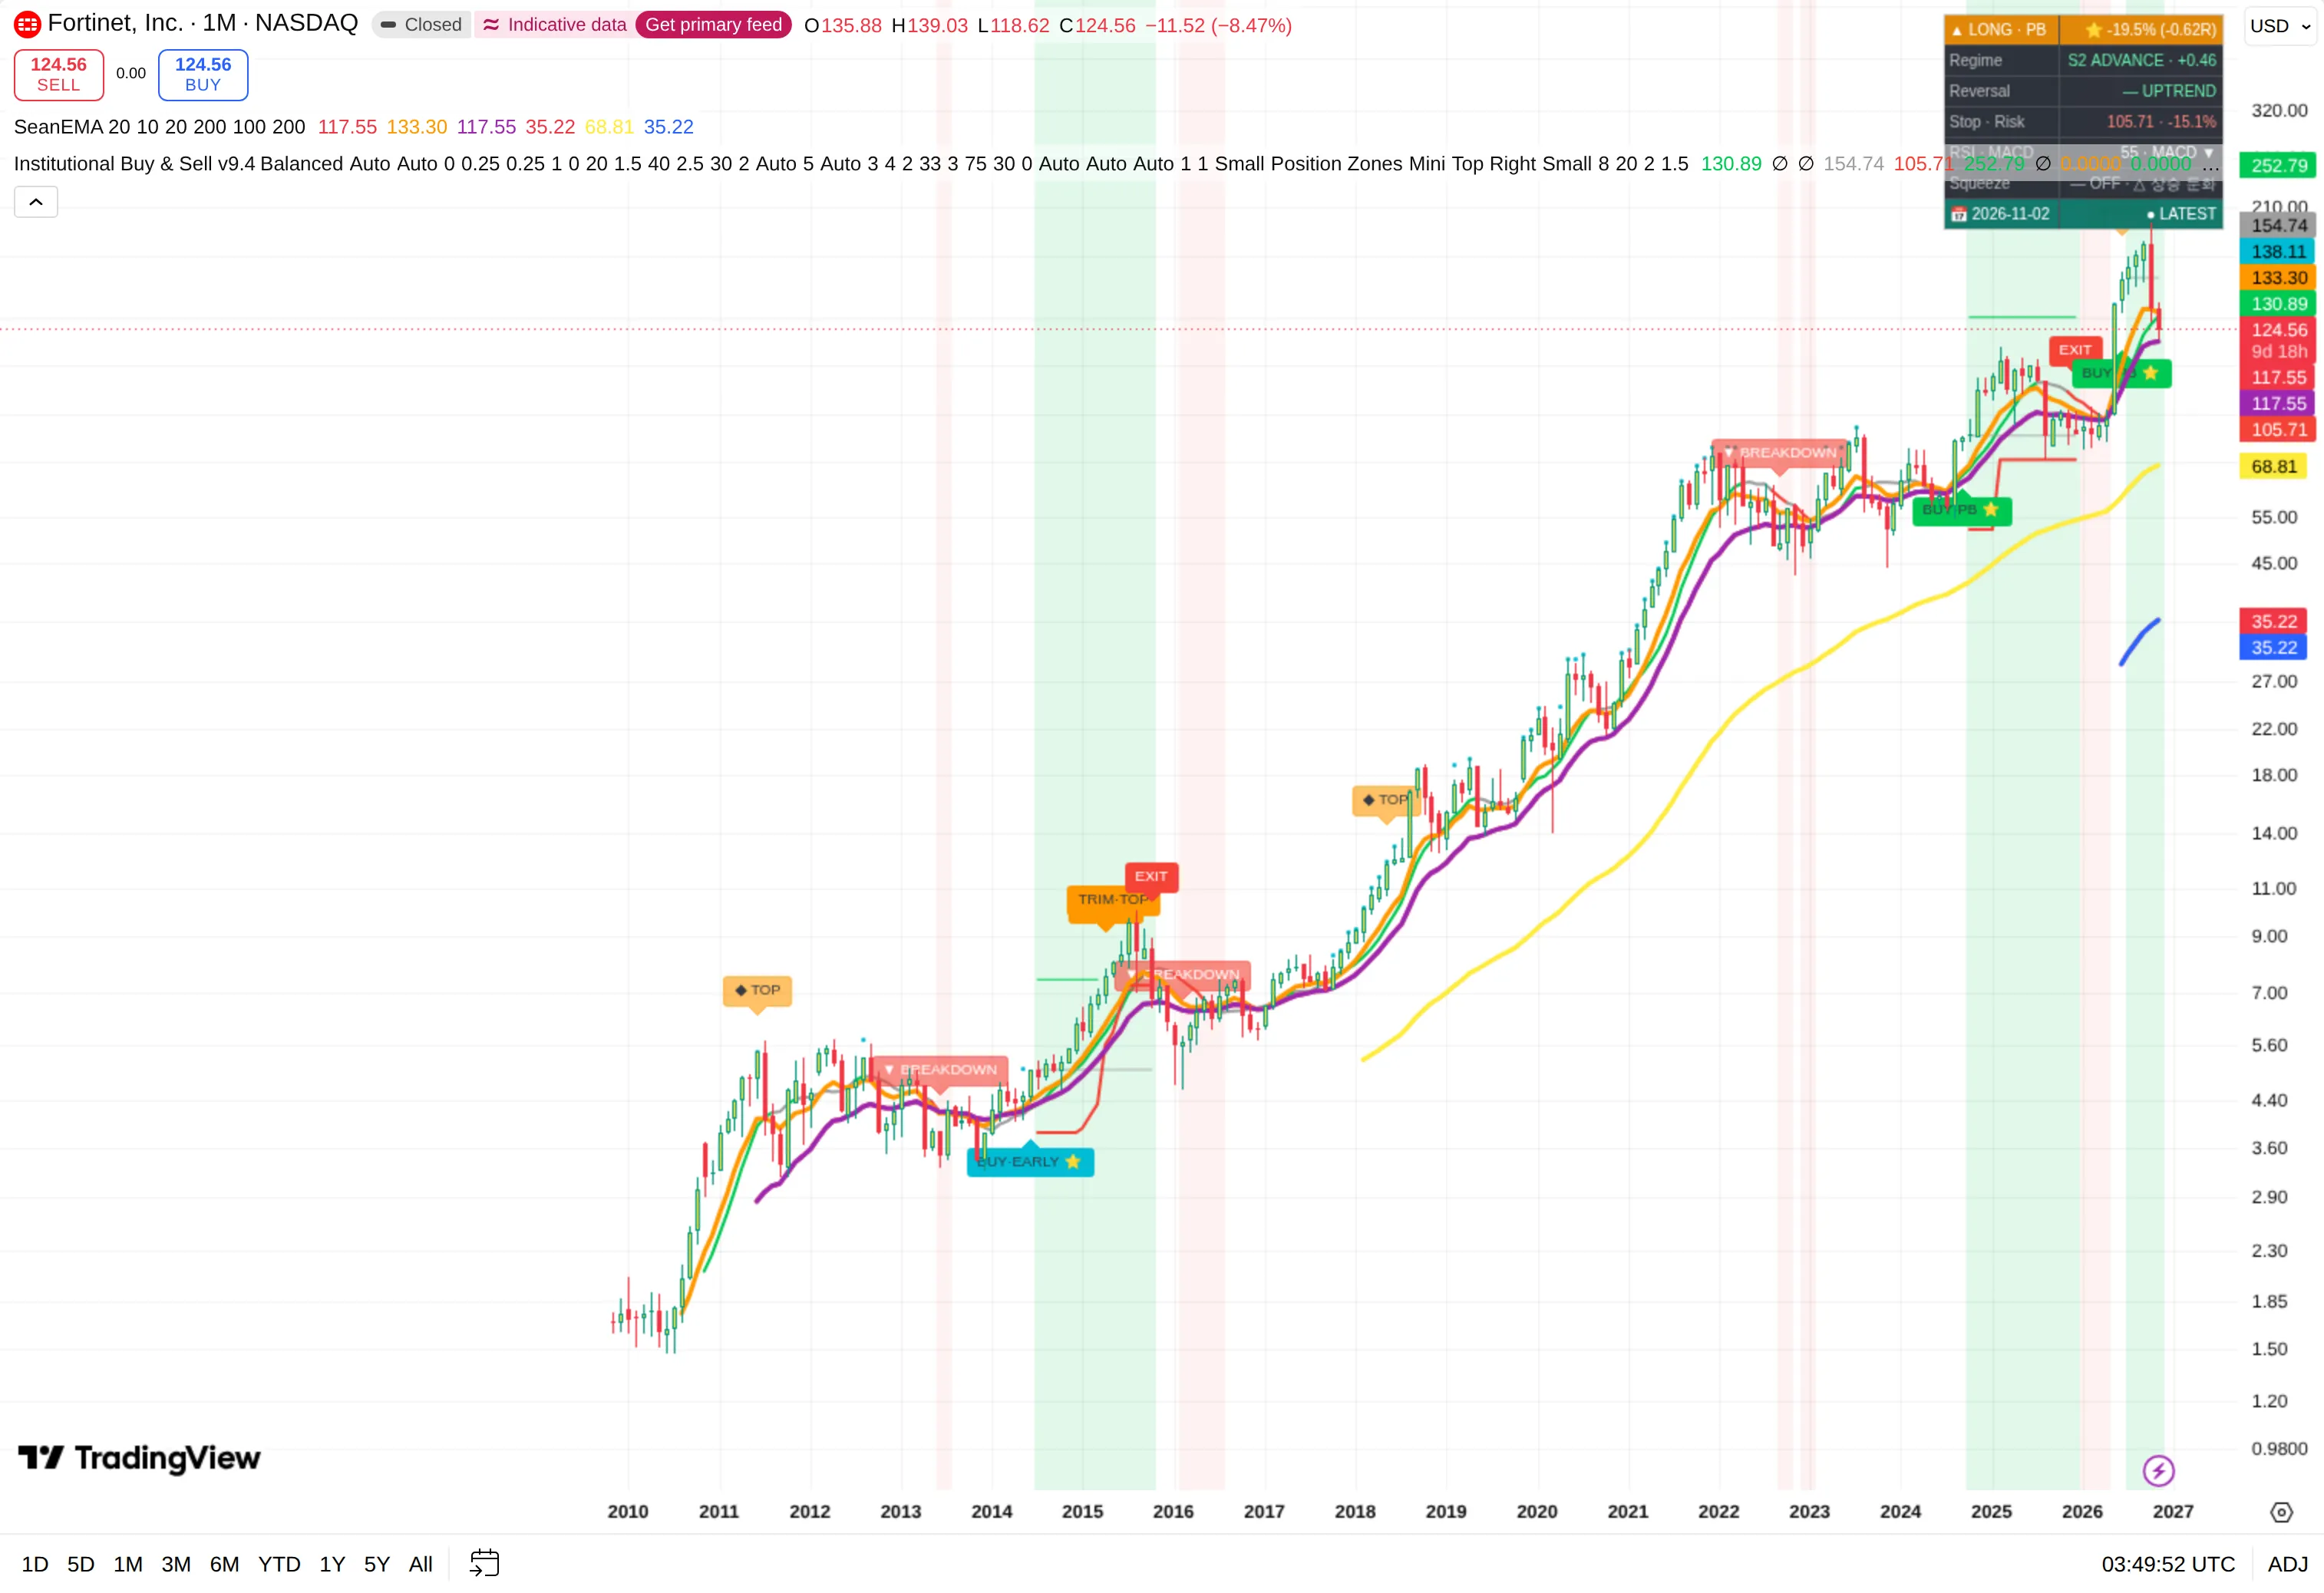 Fortinet, Inc. · 1M · NASDAQ Closed Indicative data Get primary feed O135.88 H139.03 L118.62 C124.56 −11.52 (−8.47%)
124.56 SELL
0.00
124.56 BUY
SeanEMA 20 10 20 200 100 200 117.55 133.30 117.55 35.22 68.81 35.22
Institutional Buy & Sell v9.4 Balanced Auto Auto 0 0.25 0.25 1 0 20 1.5 40 2.5 30 2 Auto 5 Auto 3 4 2 33 3 75 30 0 Auto Auto Auto 1 1 Small Position Zones Mini Top Right Small 8 20 2 1.5 130.89 ∅ ∅ 154.74 105.71 252.79 ∅ 0.0000 0.0000 ...
▲ LONG · PB ⭐ -19.5% (-0.62R)
Regime S2 ADVANCE · +0.46
Reversal — UPTREND
Stop · Risk 105.71 · -15.1%
RSI · MACD 55 · MACD ▼
Squeeze — OFF · △ 상승 둔화
📅 2026-11-02 ● LATEST
USD
320.00
252.79
210.00
154.74
138.11
133.30
130.89
124.56
9d 18h
117.55
117.55
105.71
68.81
55.00
45.00
35.22
35.22
27.00
22.00
18.00
14.00
11.00
9.00
7.00
5.60
4.40
3.60
2.90
2.30
1.85
1.50
1.20
0.9800
EXIT
BUY
⭐
▼ BREAKDOWN
BUY·PB ⭐
◆ TOP
EXIT
TRIM-TOP
▼ BREAKDOWN
◆ TOP
▼ BREAKDOWN
BUY·EARLY ⭐
TradingView
2010 2011 2012 2013 2014 2015 2016 2017 2018 2019 2020 2021 2022 2023 2024 2025 2026 2027
1D 5D 1M 3M 6M YTD 1Y 5Y All
03:49:52 UTC ADJ